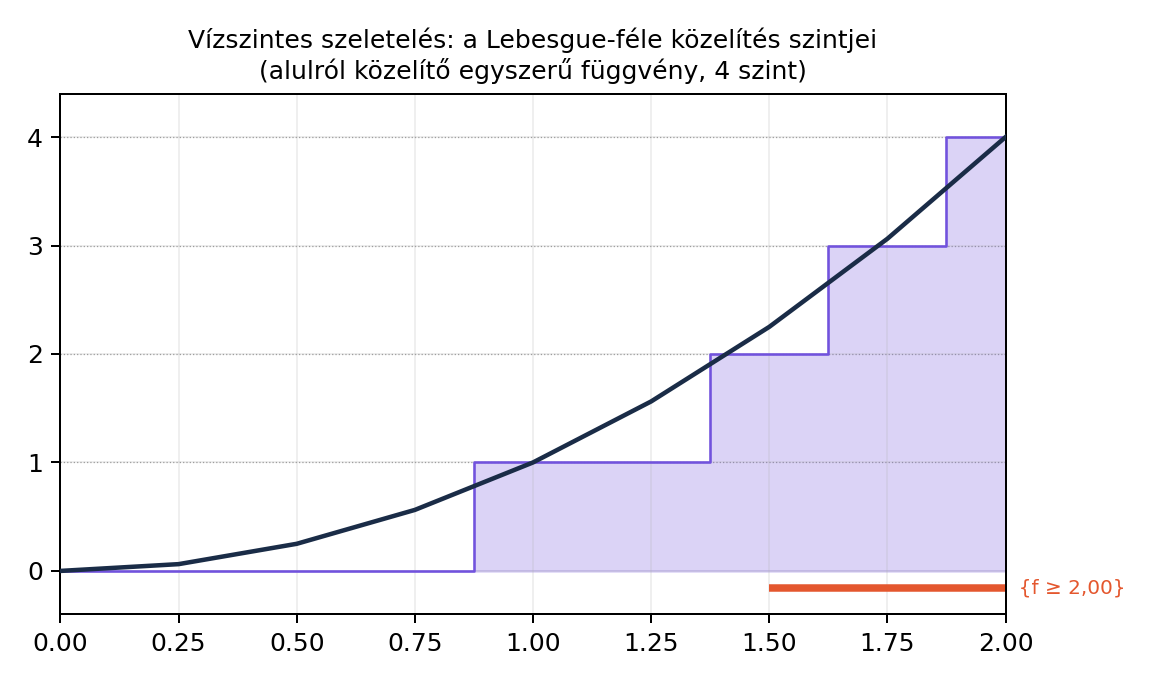 Vízszintes szeletelés: a Lebesgue-féle közelítés szintjei
(alulról közelítő egyszerű függvény, 4 szint)
4
3
2
1
0
{f ≥ 2,00}
0.00 0.25 0.50 0.75 1.00 1.25 1.50 1.75 2.00